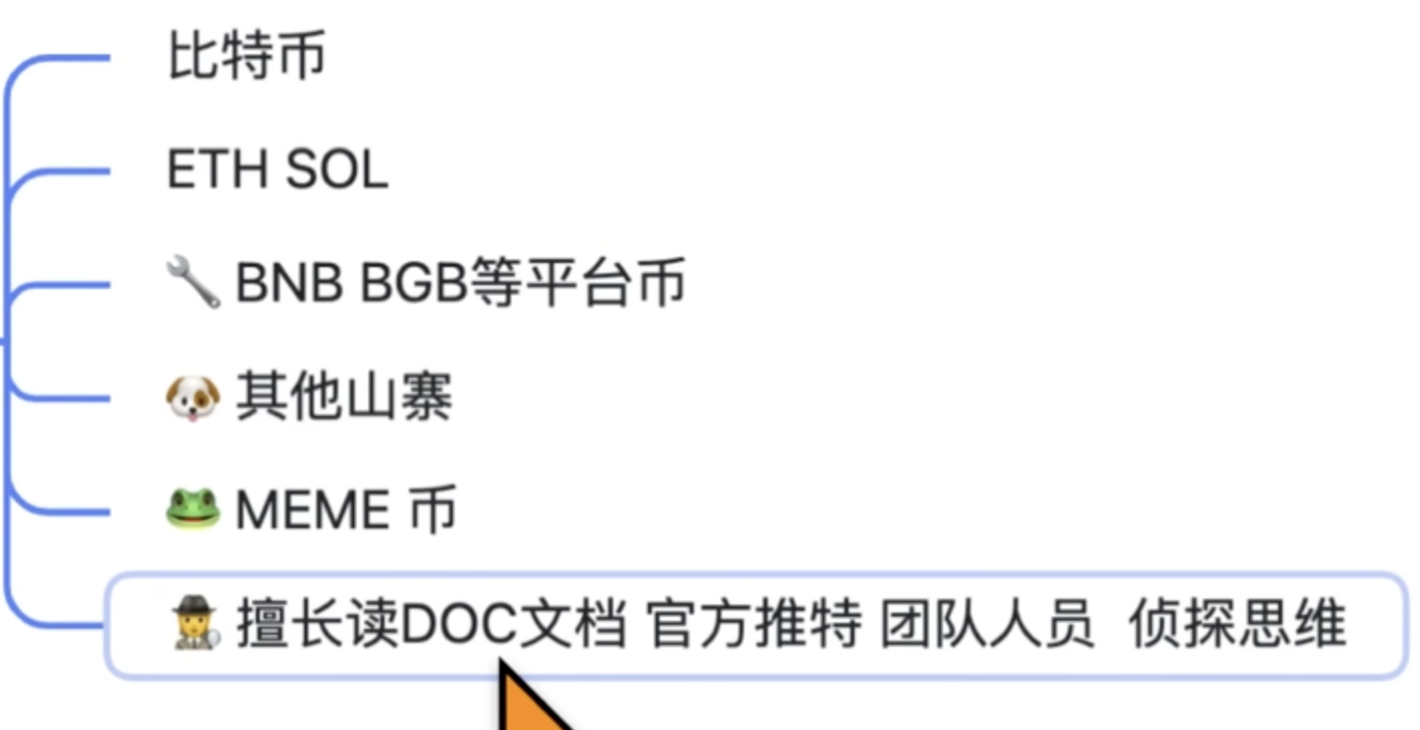 比特币
ETH SOL
🔧 BNB BGB等平台币
🐶 其他山寨
🐸 MEME 币
🕵️ 擅长读DOC文档 官方推特 团队人员 侦探思维